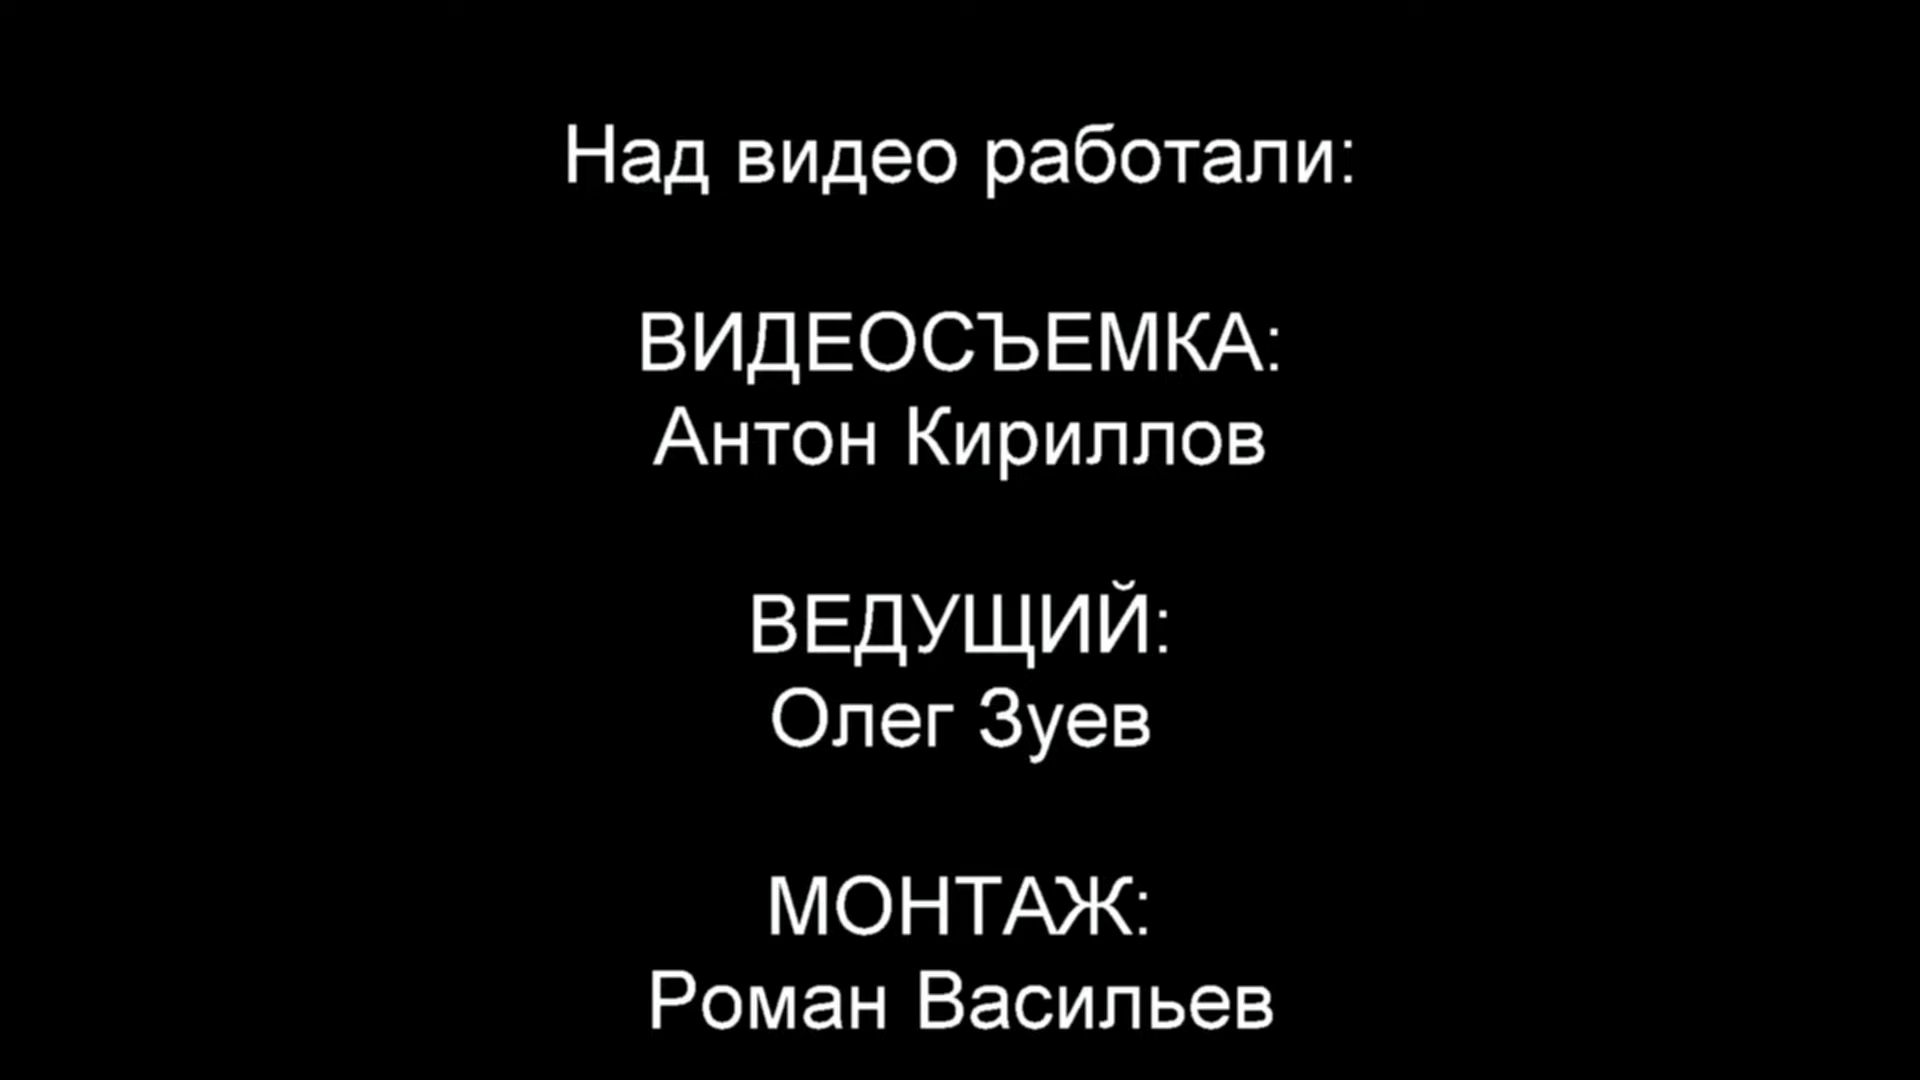 Над видео работали:
ВИДЕОСЪЕМКА:
Антон Кириллов
ВЕДУЩИЙ:
Олег Зуев
МОНТАЖ:
Роман Васильев